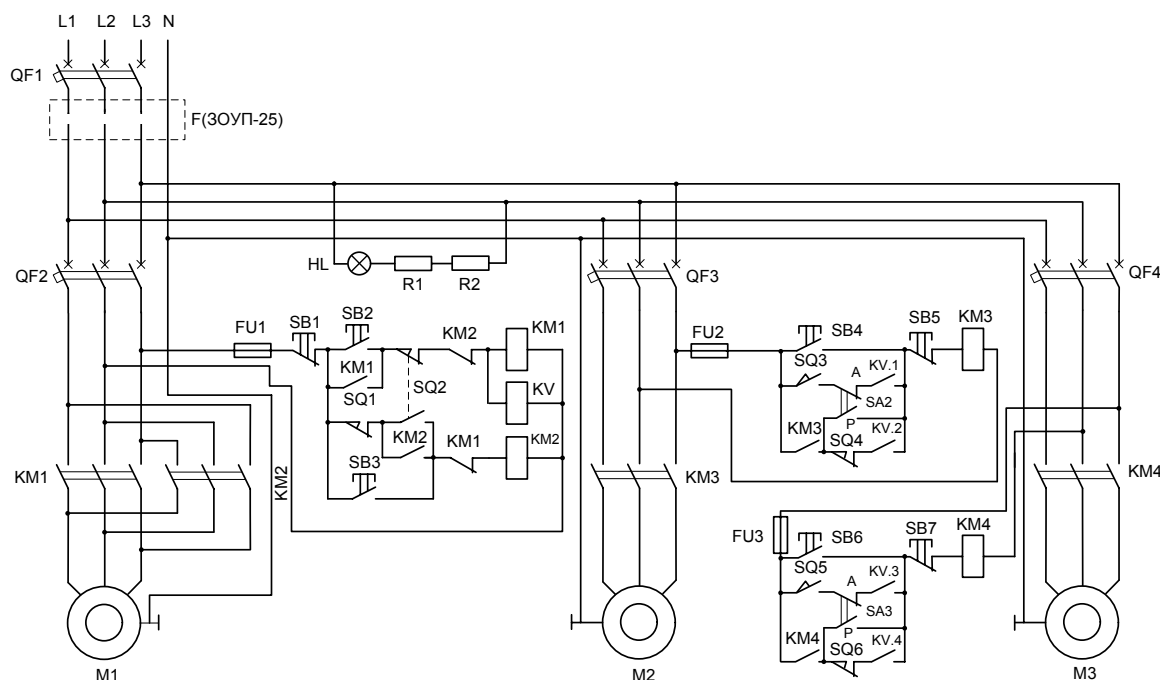 L1 L2 L3 N
QF1
F(ЗОУП-25)
HL
R1 R2
QF2
QF3
QF4
FU1
SB1
SB2
KM2
KM1
FU2
SB4
SB5
KM3
KM1
SQ3
A
KV.1
SQ1
SQ2
KV
SA2
P
KM2
KM1
KM2
KM3
SQ4
KV.2
SB3
KM1
KM2
KM3
KM4
FU3
SB6
SB7
KM4
SQ5
A
KV.3
SA3
P
KM4
SQ6
KV.4
M1
M2
M3